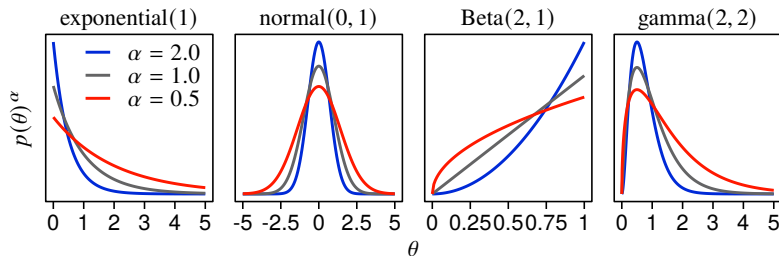 exponential(1) normal(0, 1) Beta(2, 1) gamma(2, 2)
p(θ)^α
α = 2.0
α = 1.0
α = 0.5
0 1 2 3 4 5 -5 -2.5 0 2.5 5 0 0.25 0.5 0.75 1 0 1 2 3 4 5
θ